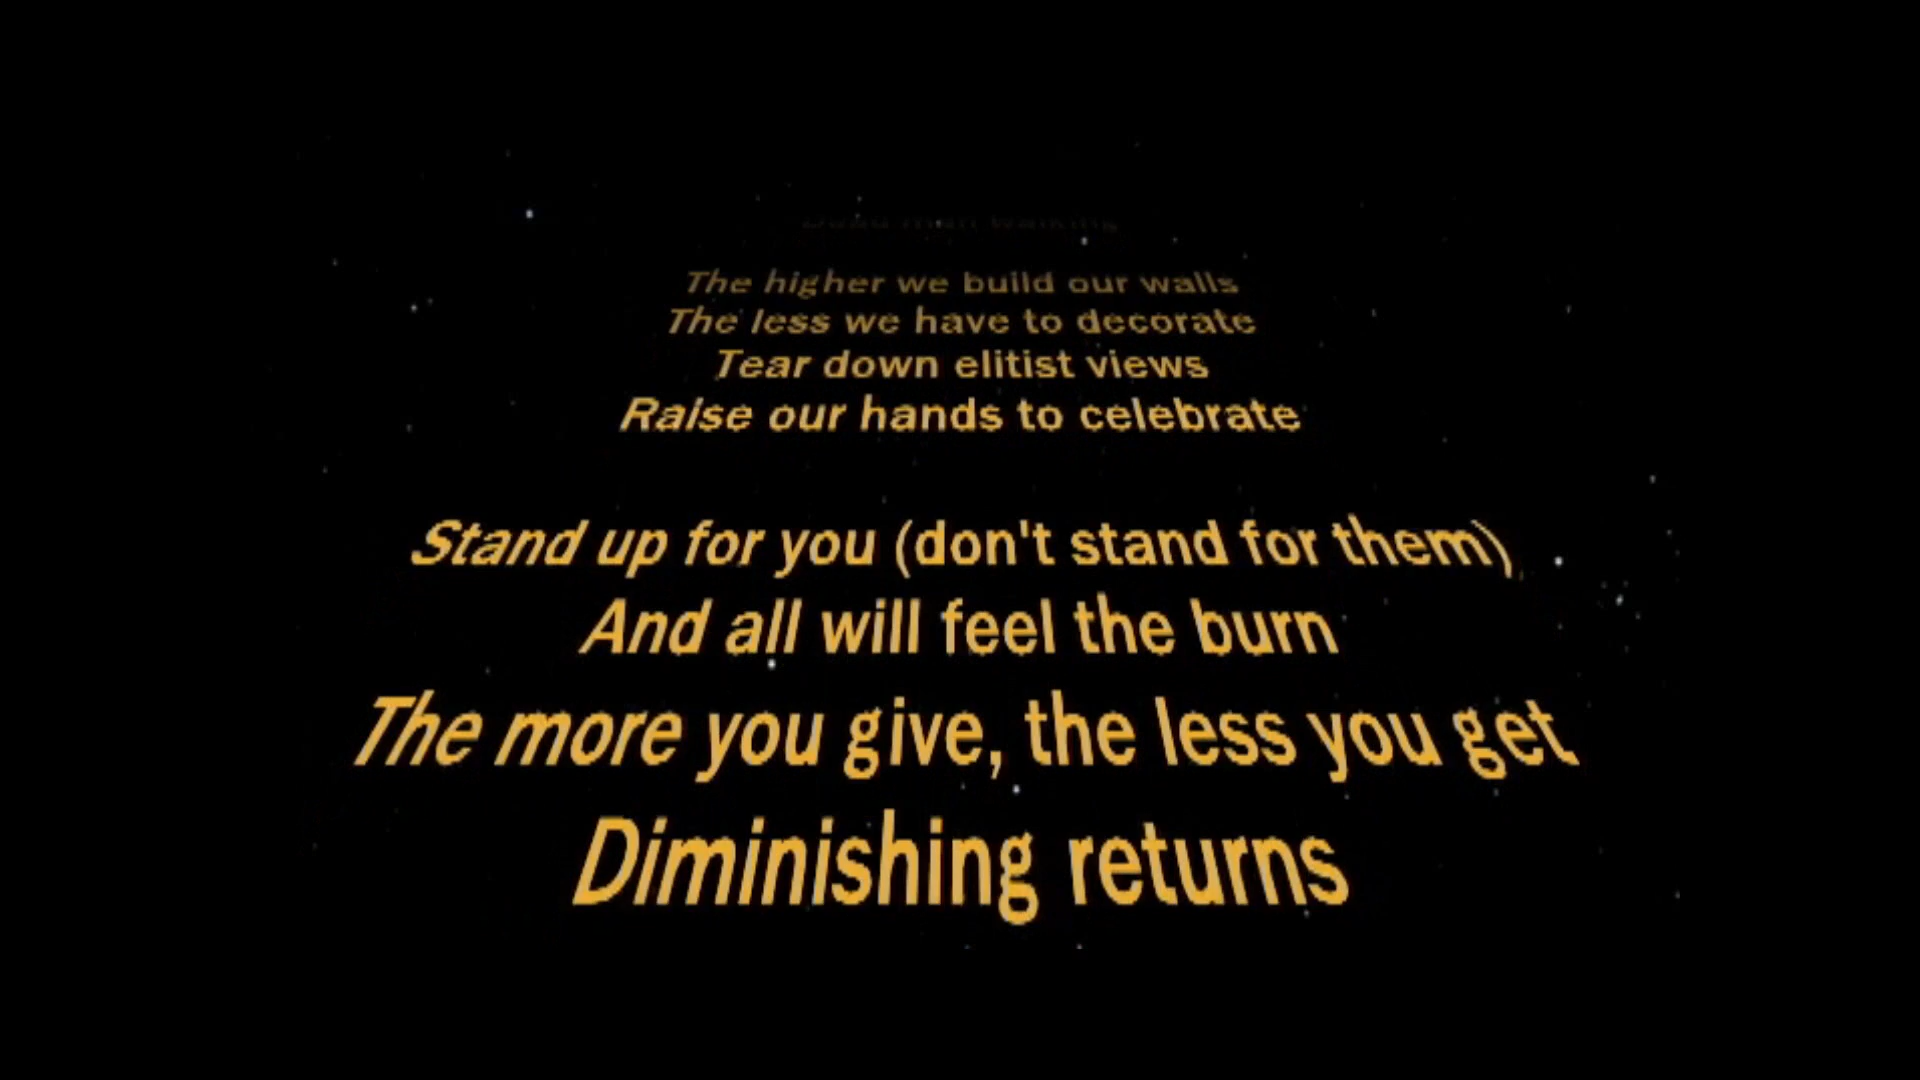 The higher we build our walls
The less we have to decorate
Tear down elitist views
Raise our hands to celebrate
Stand up for you (don't stand for them)
And all will feel the burn
The more you give, the less you get
Diminishing returns